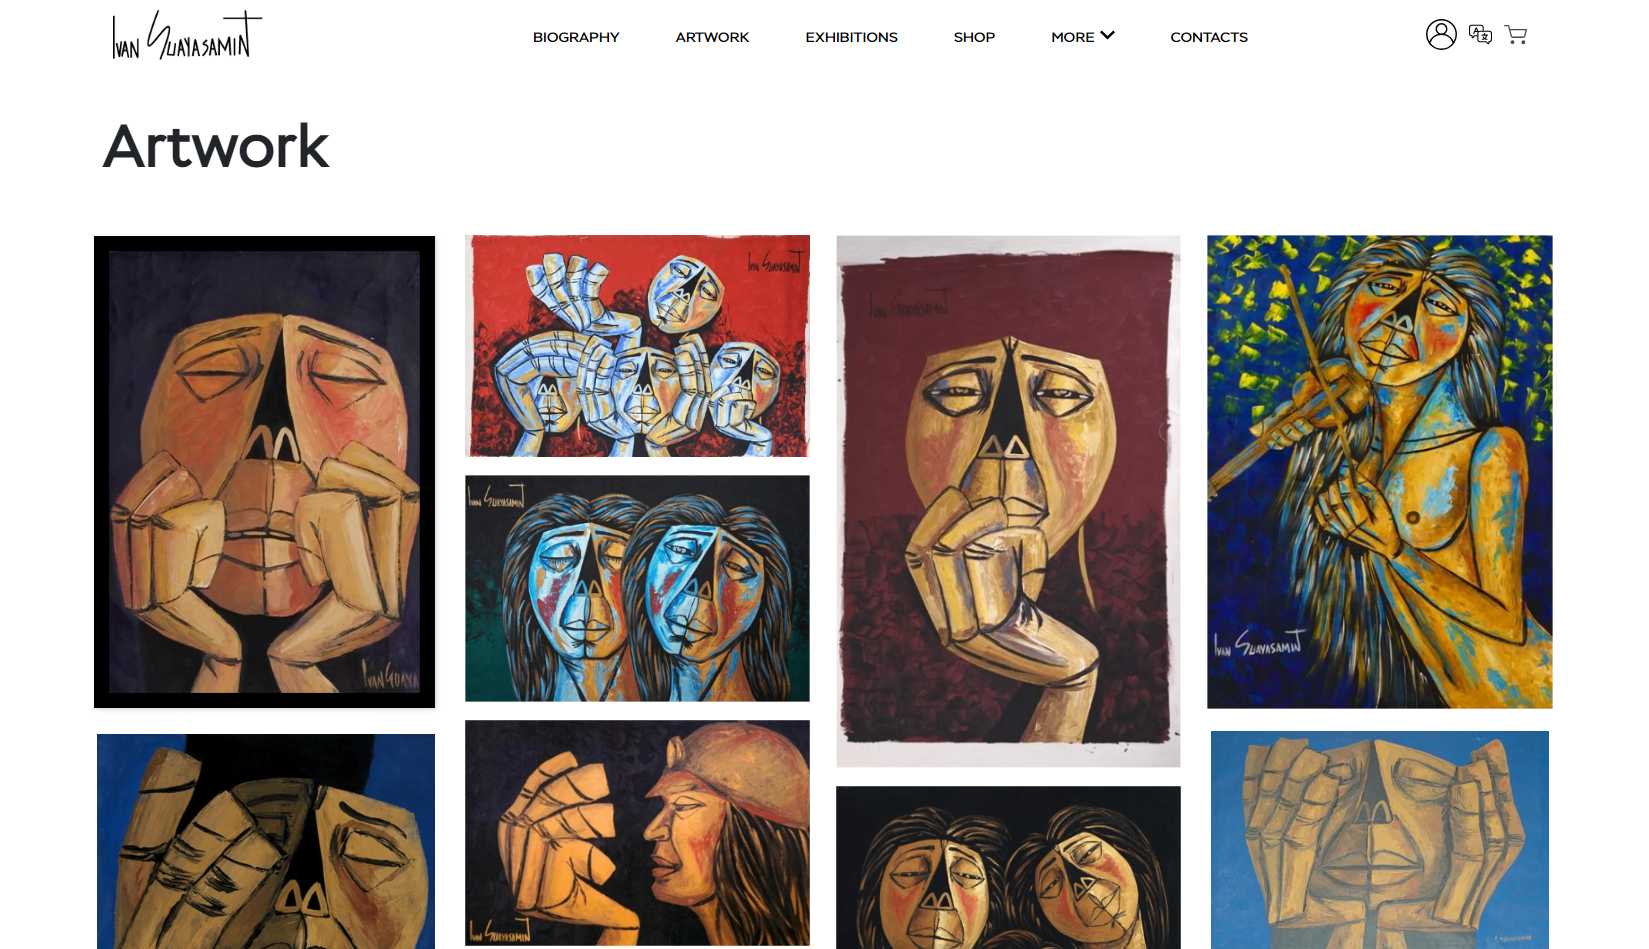 IVAN GUAYASAMIN
BIOGRAPHY
ARTWORK
EXHIBITIONS
SHOP
MORE
CONTACTS
Artwork
IVAN GUAYASAMIN
IVAN GUAYASAMIN
IVAN GUAYASAMIN
IVAN GUAYA
IVAN GUAYASAMIN
IVAN GUAYASAMIN